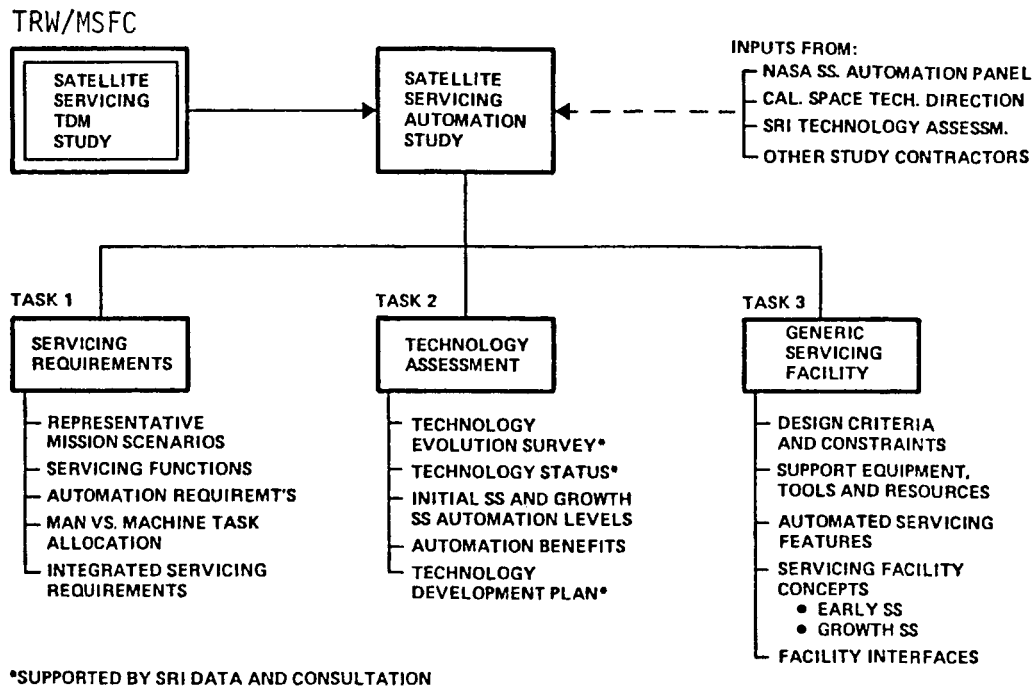 TRW/MSFC
SATELLITE
SERVICING
TDM
STUDY
SATELLITE
SERVICING
AUTOMATION
STUDY
INPUTS FROM:
NASA SS. AUTOMATION PANEL
CAL. SPACE TECH. DIRECTION
SRI TECHNOLOGY ASSESSM.
OTHER STUDY CONTRACTORS
TASK 1
SERVICING
REQUIREMENTS
REPRESENTATIVE
MISSION SCENARIOS
SERVICING FUNCTIONS
AUTOMATION REQUIREMT'S
MAN VS. MACHINE TASK
ALLOCATION
INTEGRATED SERVICING
REQUIREMENTS
TASK 2
TECHNOLOGY
ASSESSMENT
TECHNOLOGY
EVOLUTION SURVEY*
TECHNOLOGY STATUS*
INITIAL SS AND GROWTH
SS AUTOMATION LEVELS
AUTOMATION BENEFITS
TECHNOLOGY
DEVELOPMENT PLAN*
TASK 3
GENERIC
SERVICING
FACILITY
DESIGN CRITERIA
AND CONSTRAINTS
SUPPORT EQUIPMENT,
TOOLS AND RESOURCES
AUTOMATED SERVICING
FEATURES
SERVICING FACILITY
CONCEPTS
● EARLY SS
● GROWTH SS
FACILITY INTERFACES
*SUPPORTED BY SRI DATA AND CONSULTATION